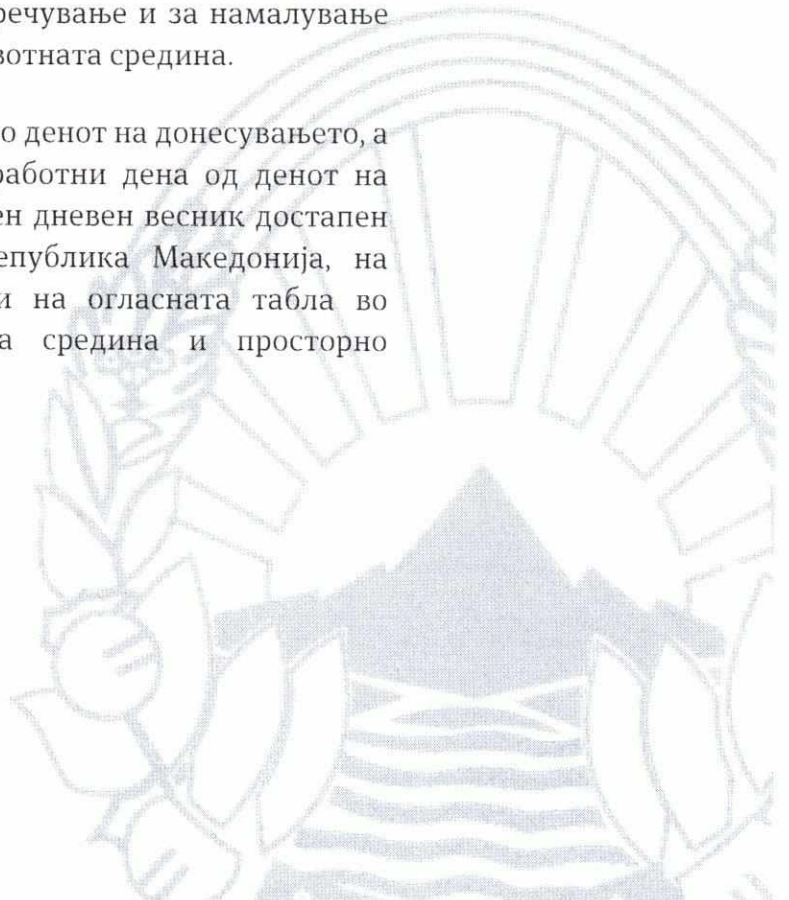 речување и за намалување
вотната средина.
о денот на донесувањето, а
работни дена од денот на
ен дневен весник достапен
епублика Македонија, на
и на огласната табла во
а средина и просторно